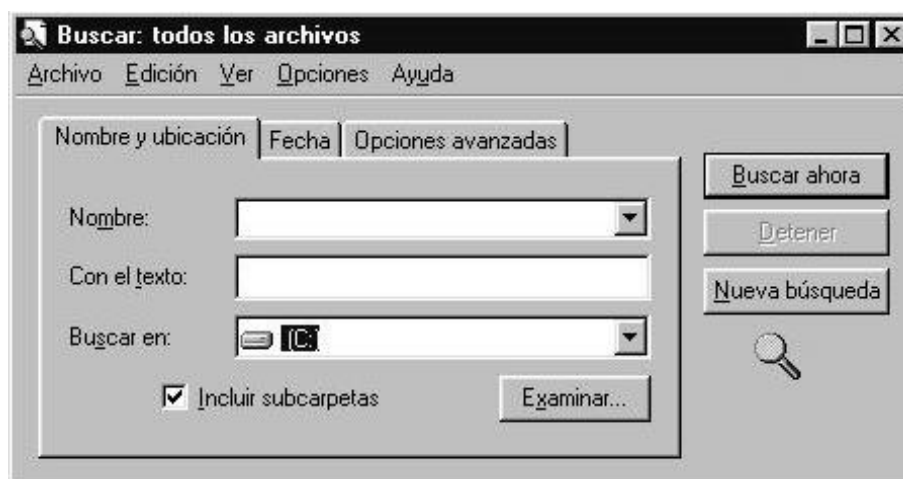 Buscar: todos los archivos
Archivo Edición Ver Opciones Ayuda
Nombre y ubicación Fecha Opciones avanzadas
Buscar ahora
Nombre:
Detener
Con el texto:
Nueva búsqueda
Buscar en: (C:)
Incluir subcarpetas Examinar...